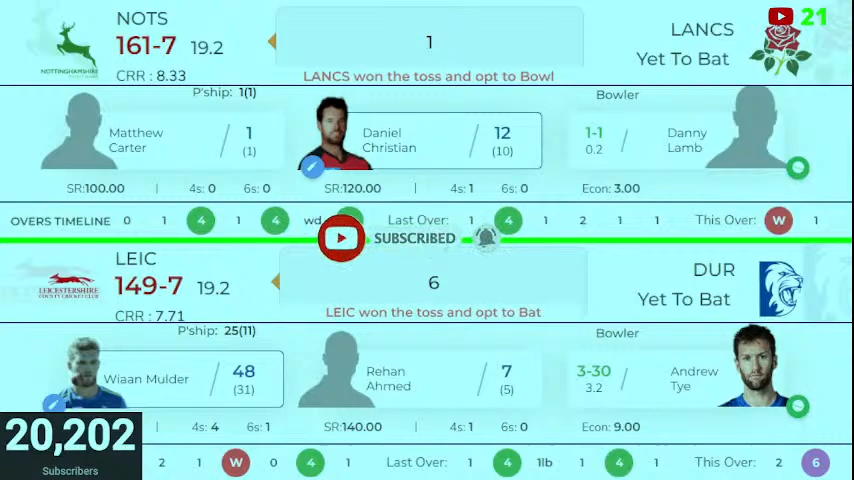 NOTS
161-7 19.2
CRR : 8.33
NOTTINGHAMSHIRE
1
LANCS won the toss and opt to Bowl
LANCS
Yet To Bat
21
P'ship: 1(1)
Matthew Carter / 1 (1)
Daniel Christian / 12 (10)
Bowler
1-1 / 0.2
Danny Lamb
SR:100.00 | 4s: 0 6s: 0
SR:120.00 | 4s: 1 6s: 0
Econ: 3.00
OVERS TIMELINE 0 1 4 1 4 wd Last Over: 1 4 1 2 1 1 This Over: W 1
SUBSCRIBED
LEIC
149-7 19.2
CRR : 7.71
LEICESTERSHIRE
COUNTY CRICKET CLUB
6
LEIC won the toss and opt to Bat
DUR
Yet To Bat
P'ship: 25(11)
Wiaan Mulder / 48 (31)
Rehan Ahmed / 7 (5)
Bowler
3-30 / 3.2
Andrew Tye
4s: 4 6s: 1
SR:140.00 | 4s: 1 6s: 0
Econ: 9.00
20,202
Subscribers
2 1 W 0 4 1 Last Over: 1 4 1lb 1 4 1 This Over: 2 6